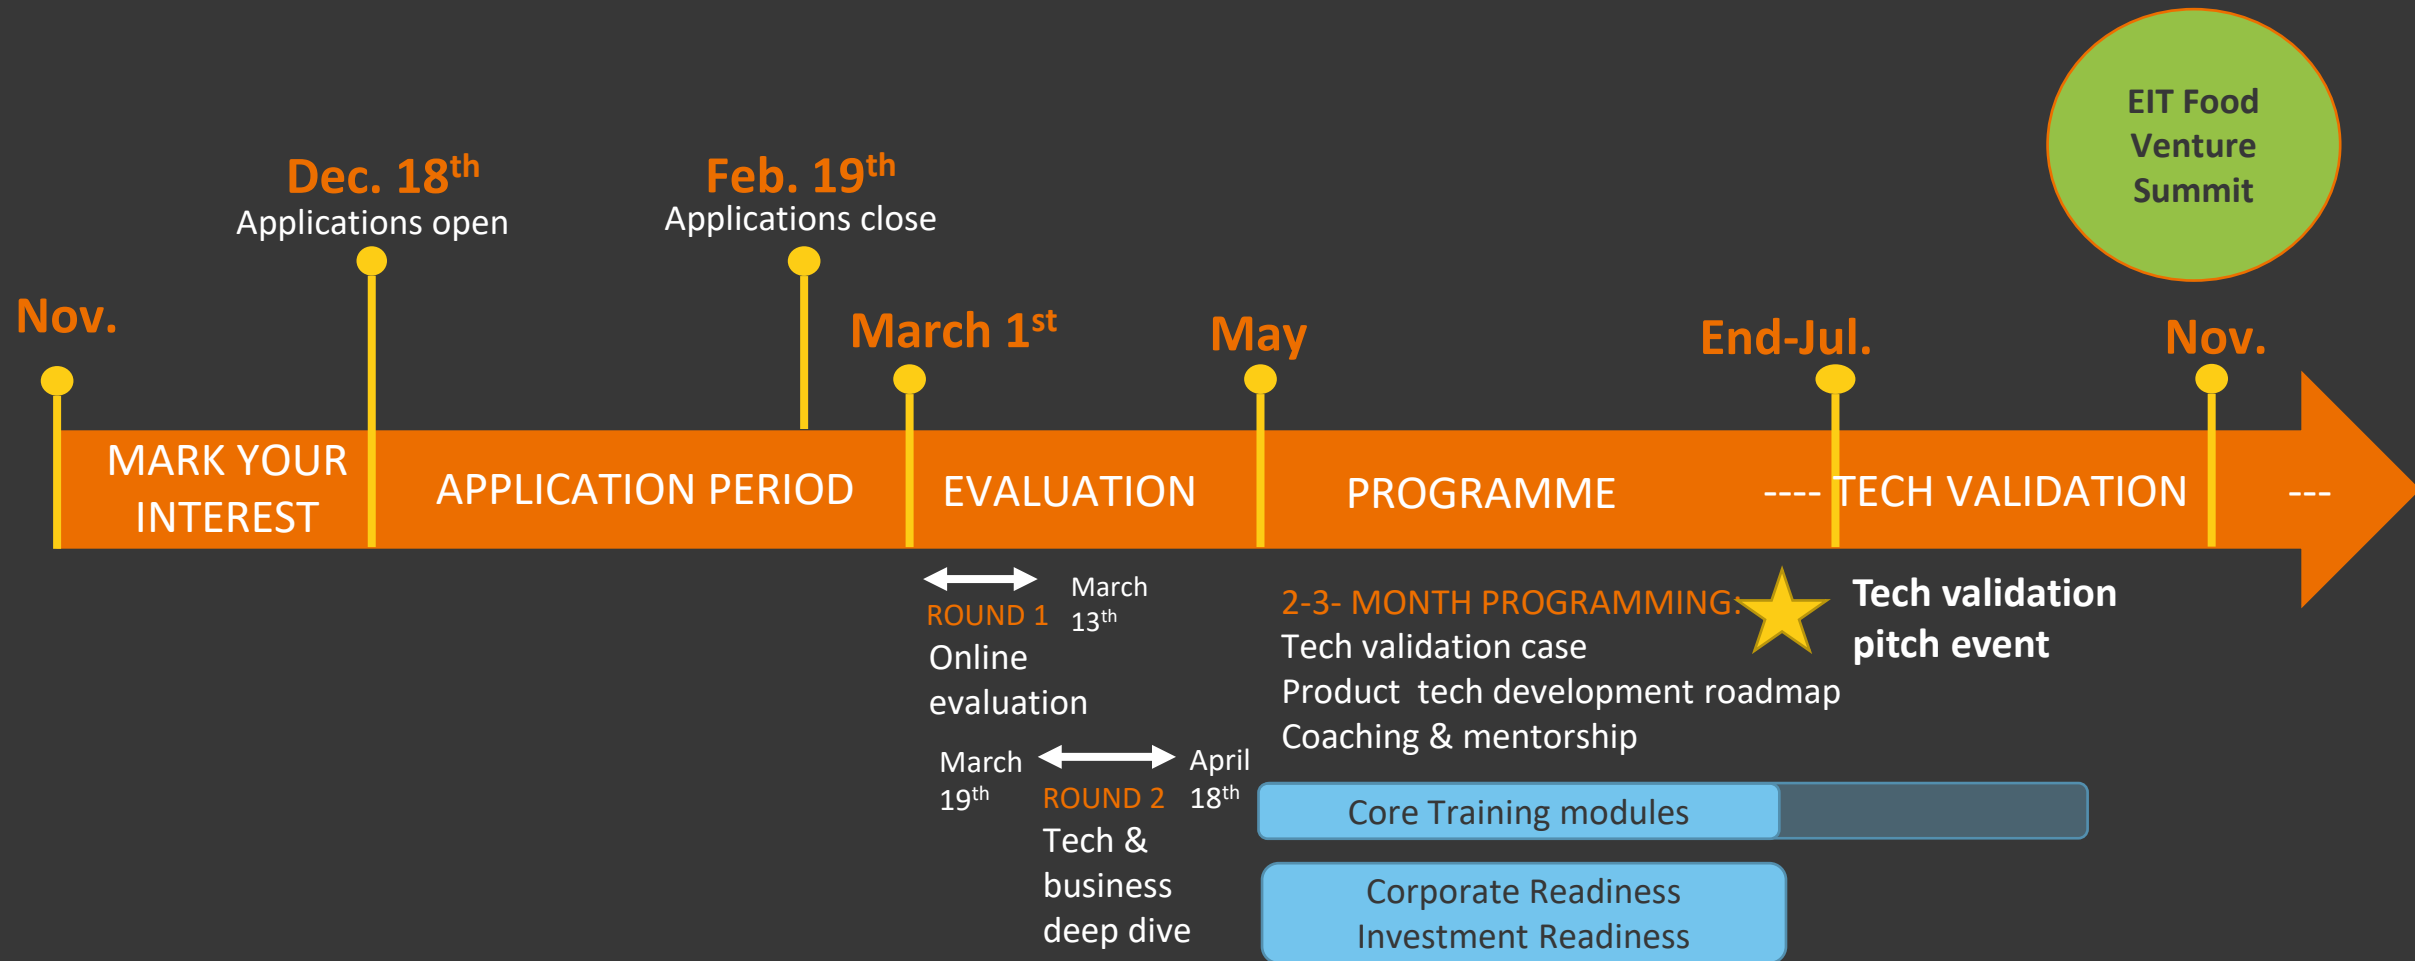 EIT Food
Venture
Summit
Dec. 18th
Applications open
Feb. 19th
Applications close
Nov.
March 1st
May
End-Jul.
Nov.
MARK YOUR
INTEREST
APPLICATION PERIOD
EVALUATION
PROGRAMME
---- TECH VALIDATION
---
ROUND 1
March
13th
Online
evaluation
March
19th
ROUND 2
April
18th
Tech &
business
deep dive
2-3- MONTH PROGRAMMING:
Tech validation case
Product  tech development roadmap
Coaching & mentorship
Tech validation
pitch event
Core Training modules
Corporate Readiness
Investment Readiness